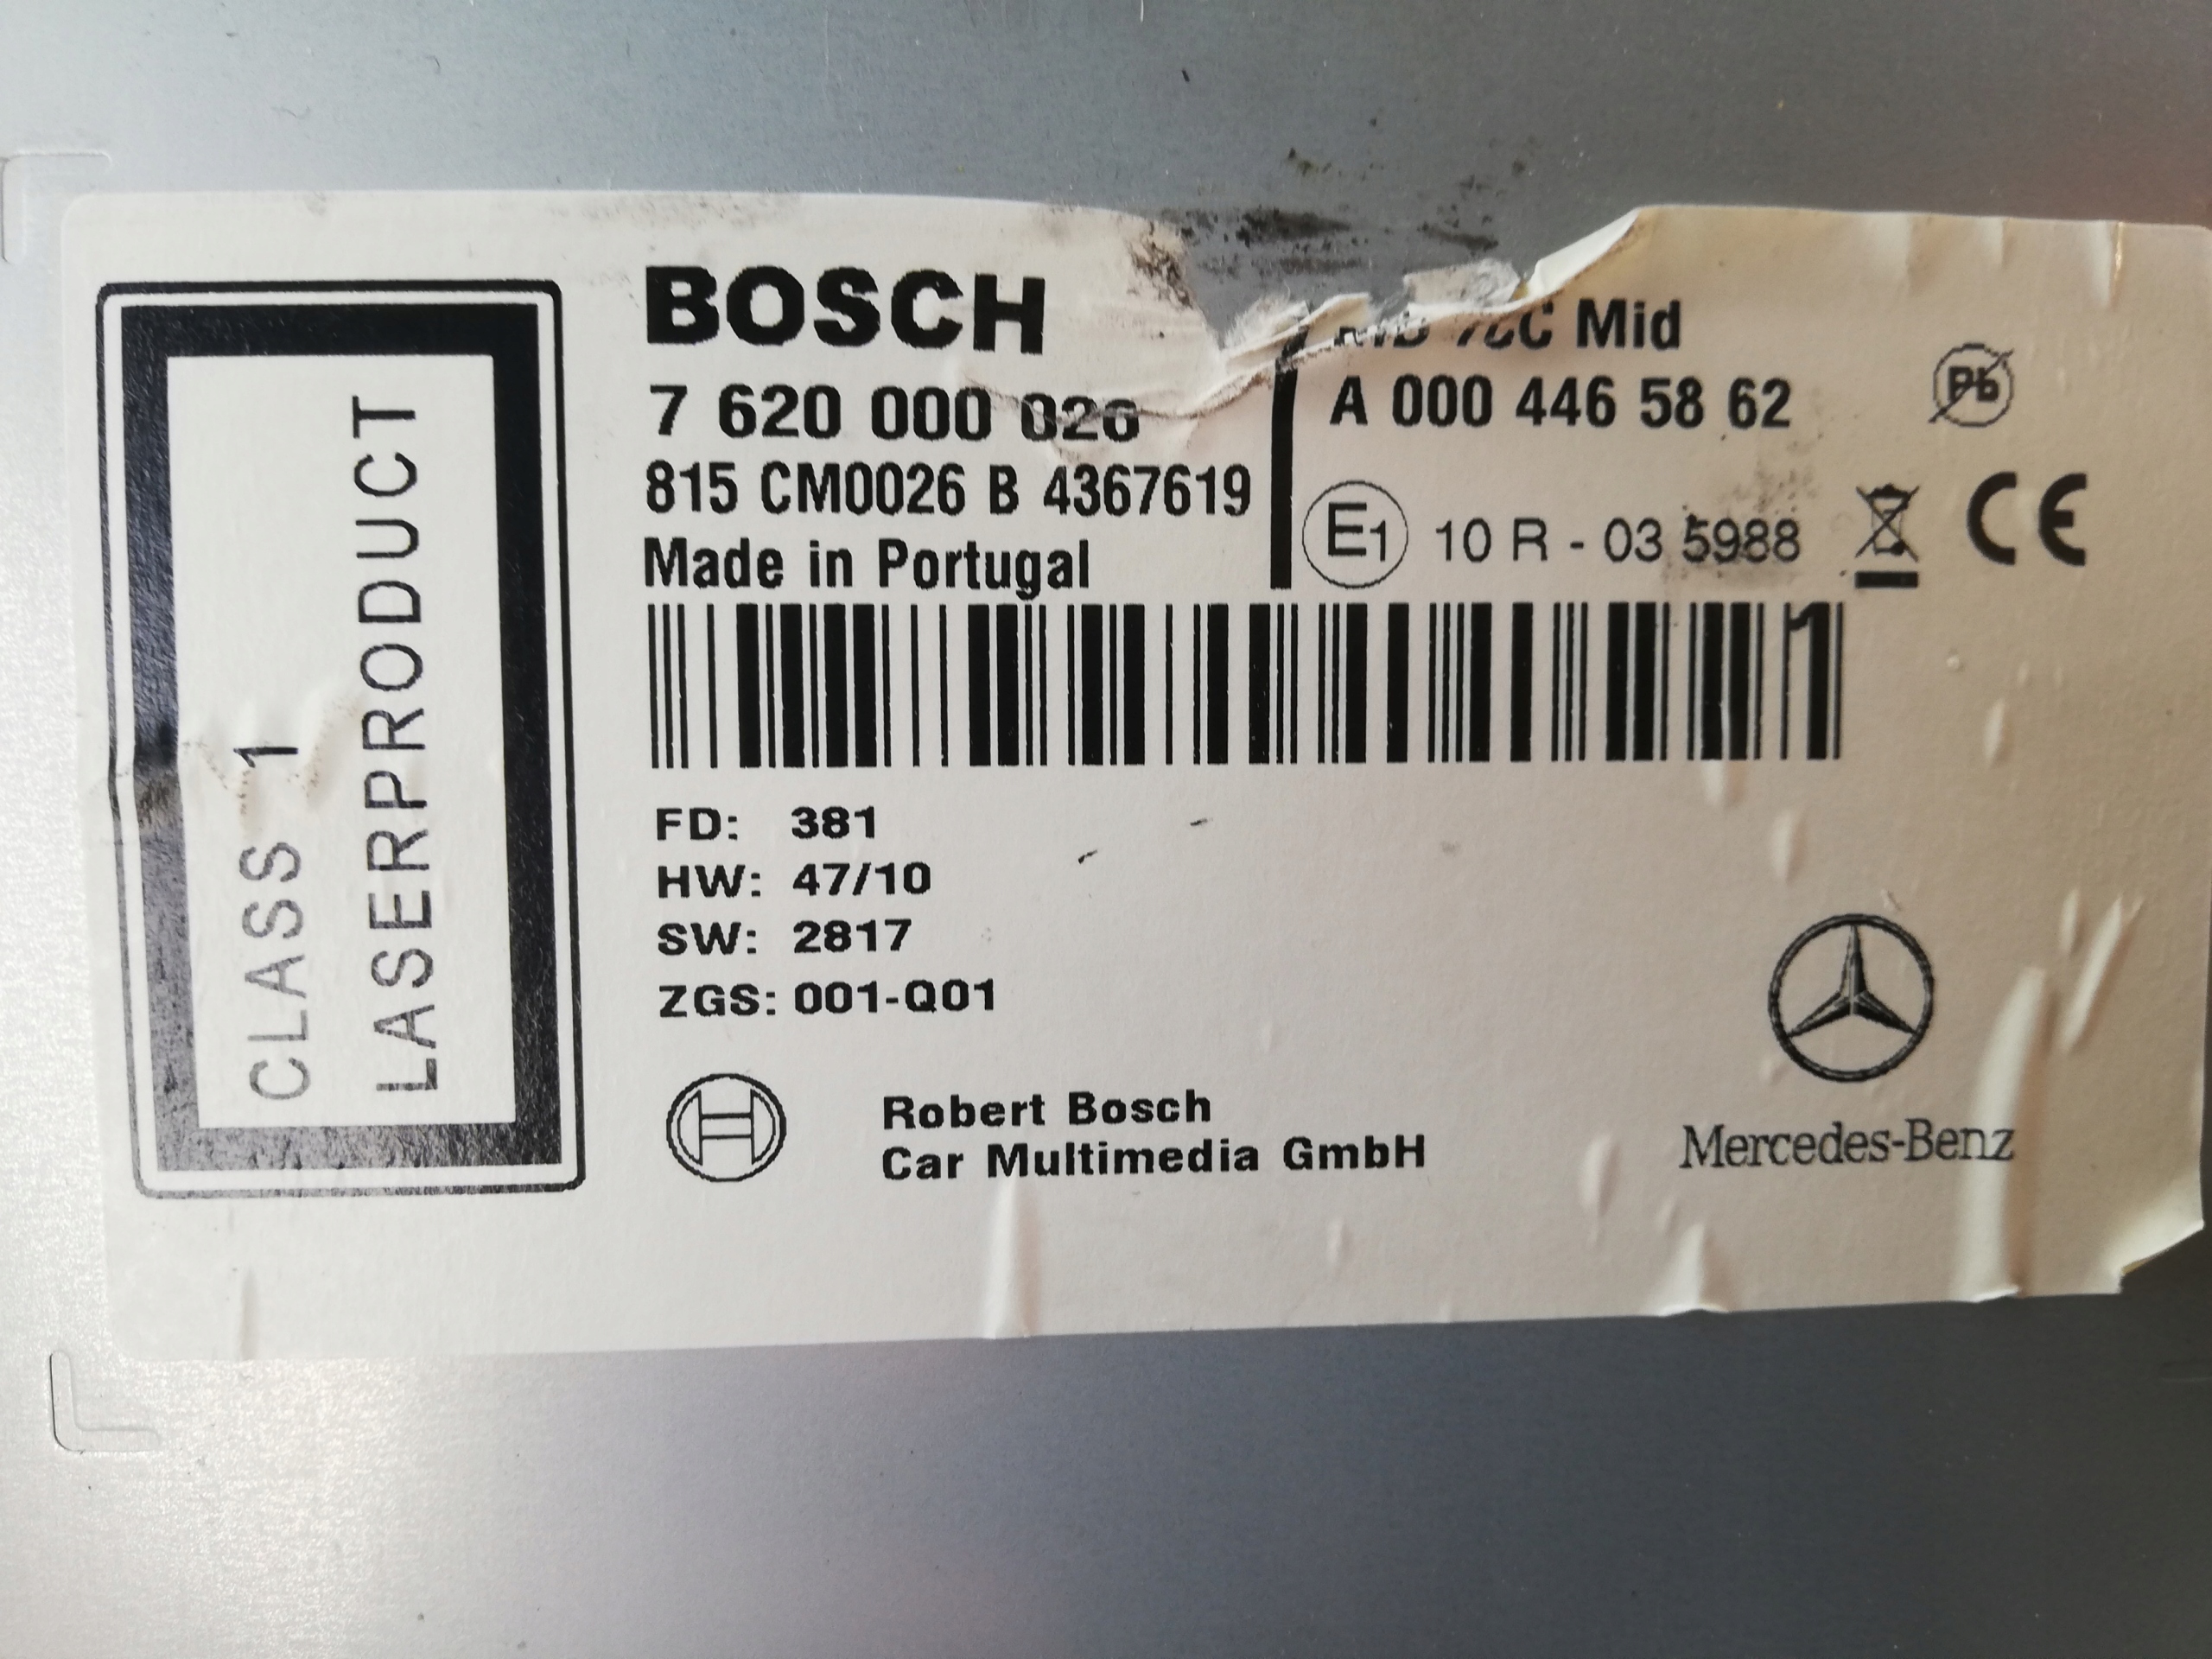 CLASS 1
LASERPRODUCT
BOSCH
7 620 000 026
815 CM0026 B 4367619
Made in Portugal
Mid
A 000 446 58 62
Pb
E1 10 R - 03 5988
CE
FD: 381
HW: 47/10
SW: 2817
ZGS: 001-Q01
Robert Bosch
Car Multimedia GmbH
Mercedes-Benz